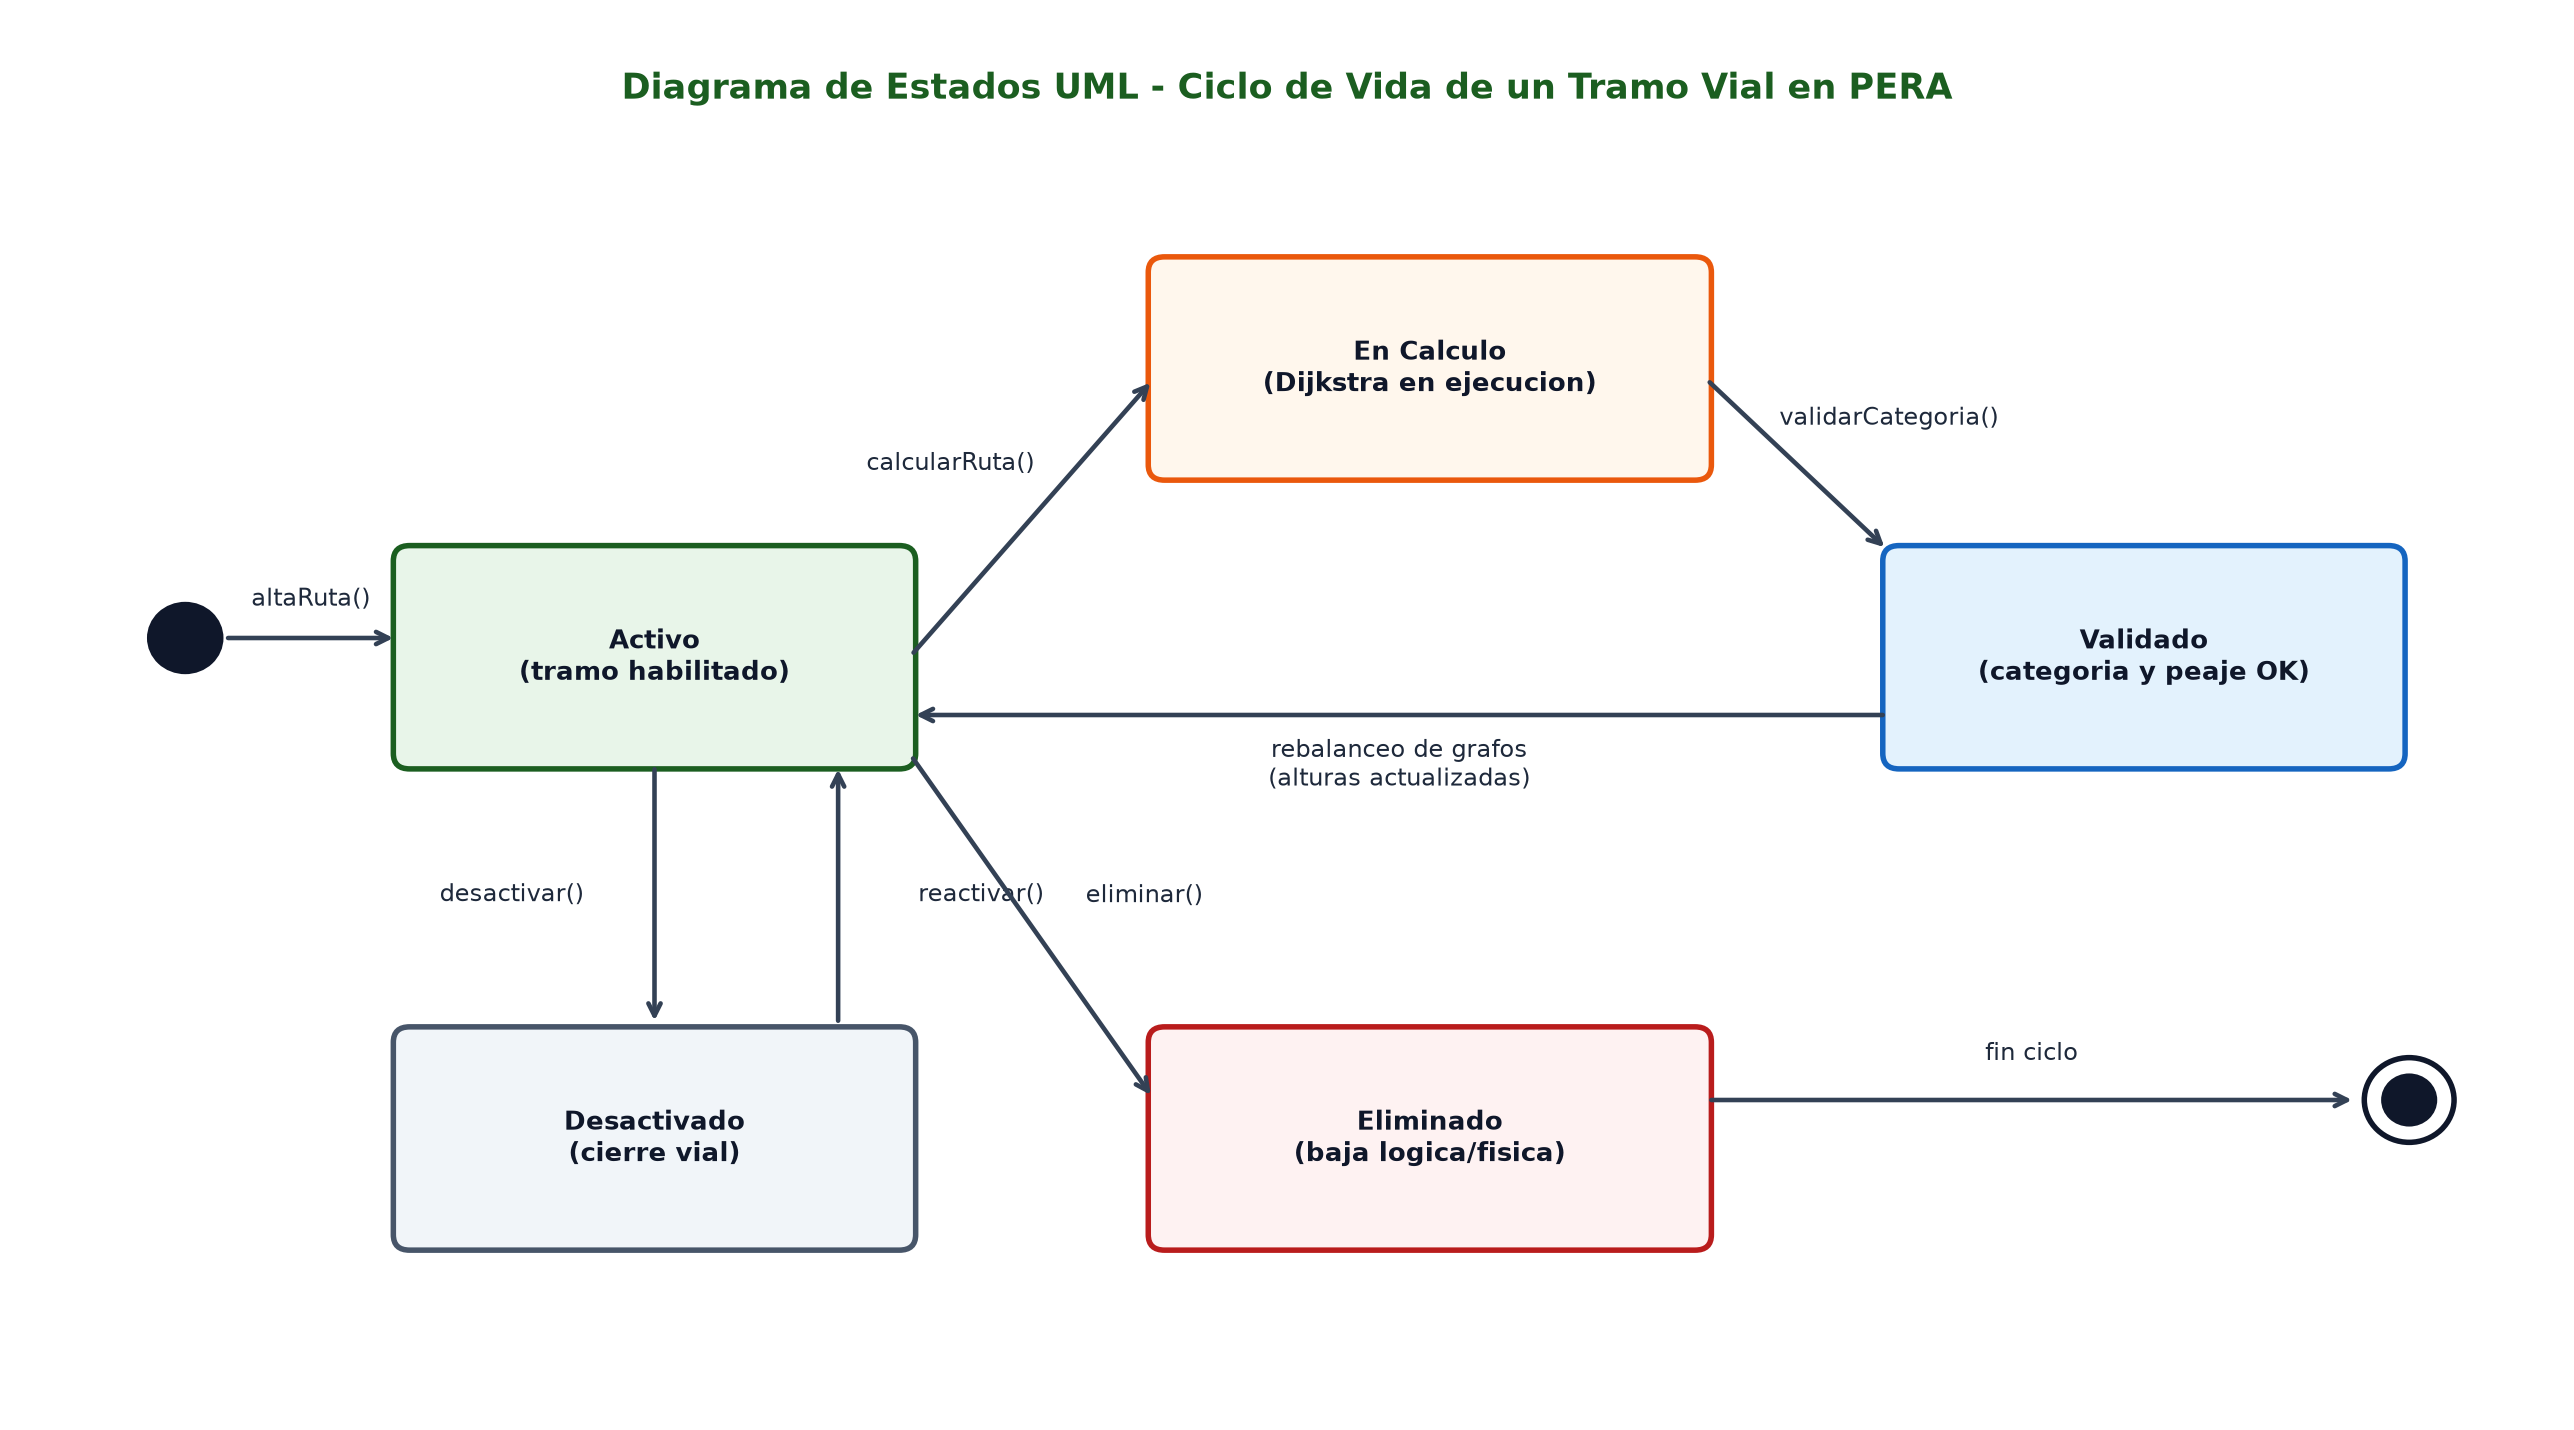 Diagrama de Estados UML - Ciclo de Vida de un Tramo Vial en PERA
En Calculo
(Dijkstra en ejecucion)
validarCategoria()
calcularRuta()
altaRuta()
Activo
(tramo habilitado)
Validado
(categoria y peaje OK)
rebalanceo de grafos
(alturas actualizadas)
desactivar()
reactivar()
eliminar()
fin ciclo
Desactivado
(cierre vial)
Eliminado
(baja logica/fisica)